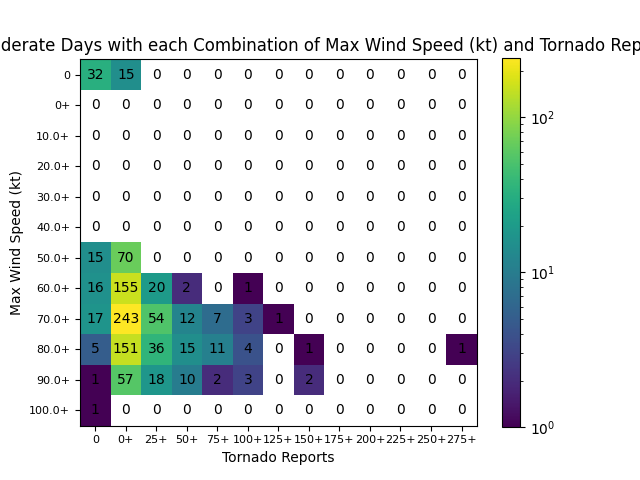 derate Days with each Combination of Max Wind Speed (kt) and Tornado Rep
0 32 15 0 0 0 0 0 0 0 0 0 0 0
0+ 0 0 0 0 0 0 0 0 0 0 0 0 0
10.0+ 0 0 0 0 0 0 0 0 0 0 0 0 0
20.0+ 0 0 0 0 0 0 0 0 0 0 0 0 0
30.0+ 0 0 0 0 0 0 0 0 0 0 0 0 0
40.0+ 0 0 0 0 0 0 0 0 0 0 0 0 0
50.0+ 15 70 0 0 0 0 0 0 0 0 0 0 0
60.0+ 16 155 20 2 0 1 0 0 0 0 0 0 0
70.0+ 17 243 54 12 7 3 1 0 0 0 0 0 0
80.0+ 5 151 36 15 11 4 0 1 0 0 0 0 1
90.0+ 1 57 18 10 2 3 0 2 0 0 0 0 0
100.0+ 1 0 0 0 0 0 0 0 0 0 0 0 0
0 0+ 25+ 50+ 75+ 100+ 125+ 150+ 175+ 200+ 225+ 250+ 275+
Tornado Reports
Max Wind Speed (kt)
10²
10¹
10⁰